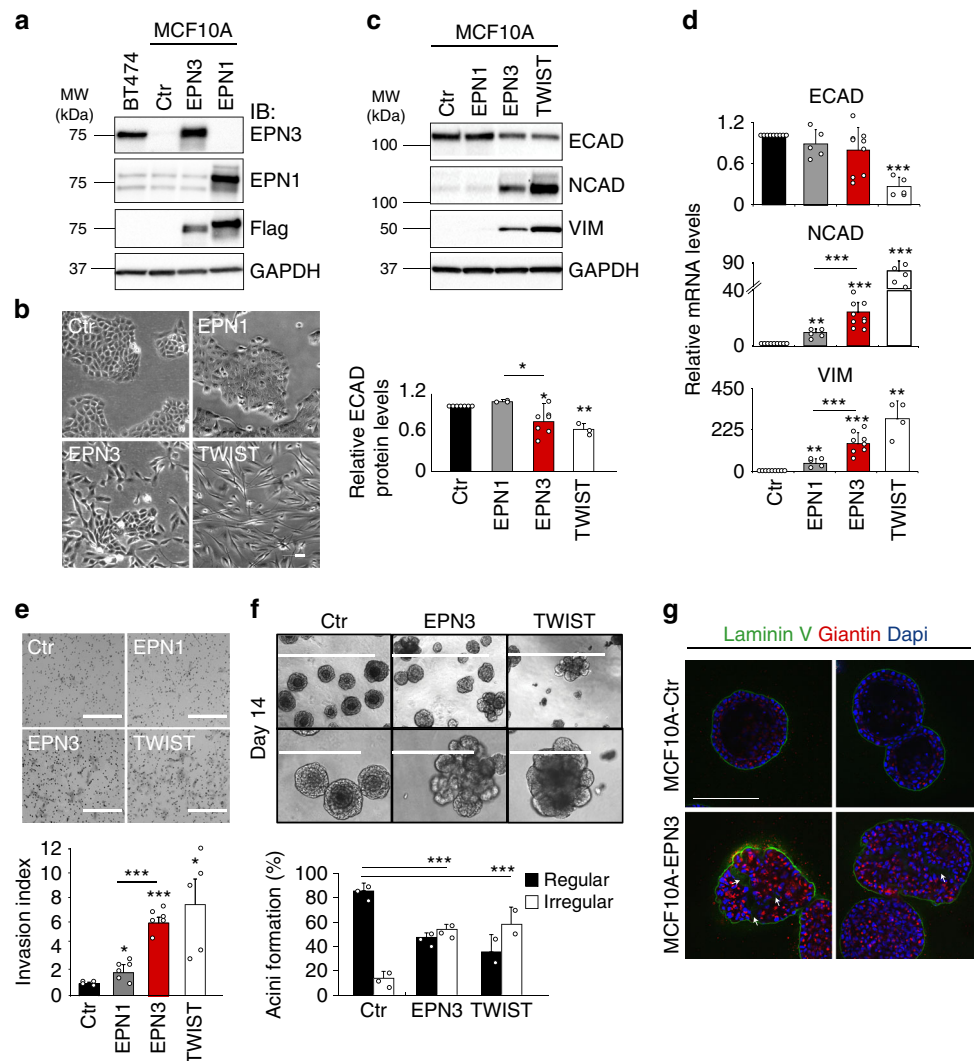 a
MCF10A
BT474
Ctr
EPN3
EPN1
MW
(kDa)
IB:
75
EPN3
75
EPN1
75
Flag
37
GAPDH
b
Ctr
EPN1
EPN3
TWIST
c
MCF10A
Ctr
EPN1
EPN3
TWIST
MW
(kDa)
100
ECAD
100
NCAD
50
VIM
37
GAPDH
Relative ECAD
protein levels
1.2
0.6
0
*
*
**
Ctr
EPN1
EPN3
TWIST
d
Relative mRNA levels
ECAD
1.2
0.6
0
***
NCAD
90
40
0
**
***
***
***
VIM
450
225
0
**
***
***
**
Ctr
EPN1
EPN3
TWIST
e
Ctr
EPN1
EPN3
TWIST
Invasion index
12
10
8
6
4
2
0
*
***
***
*
Ctr
EPN1
EPN3
TWIST
f
Ctr
EPN3
TWIST
Day 14
Acini formation (%)
100
80
60
40
20
0
***
***
Regular
Irregular
Ctr
EPN3
TWIST
g
Laminin V Giantin Dapi
MCF10A-Ctr
MCF10A-EPN3